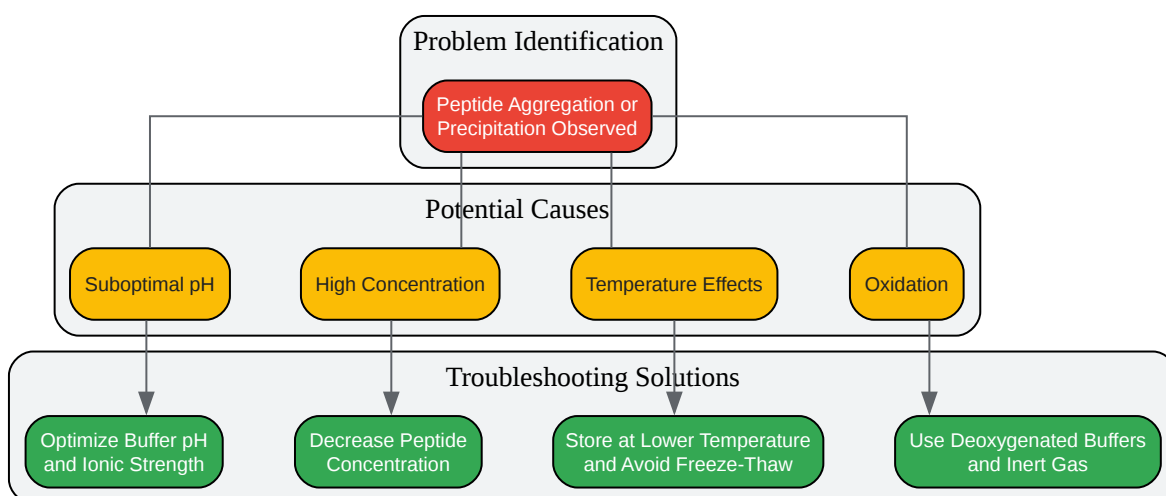 Problem Identification
Peptide Aggregation or
Precipitation Observed
Potential Causes
Suboptimal pH
High Concentration
Temperature Effects
Oxidation
Troubleshooting Solutions
Optimize Buffer pH
and Ionic Strength
Decrease Peptide
Concentration
Store at Lower Temperature
and Avoid Freeze-Thaw
Use Deoxygenated Buffers
and Inert Gas